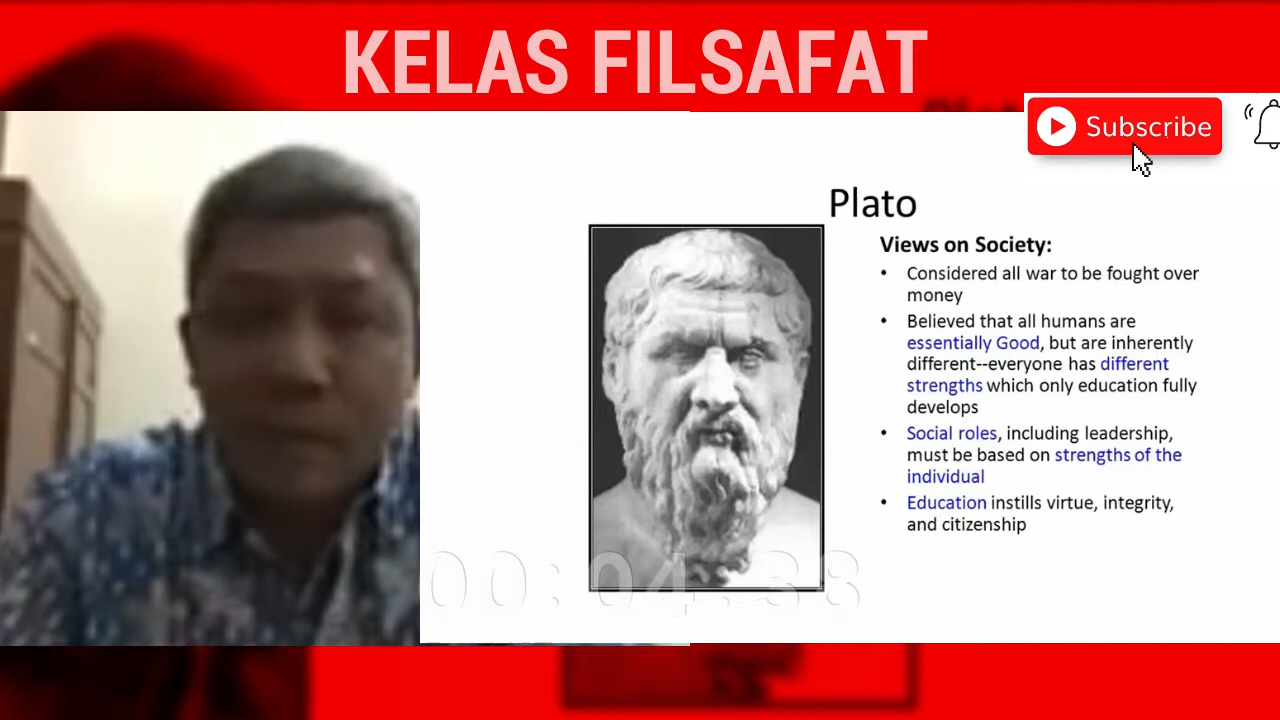 KELAS FILSAFAT
Subscribe
Plato
Views on Society:
• Considered all war to be fought over
money
• Believed that all humans are
essentially Good, but are inherently
different--everyone has different
strengths which only education fully
develops
• Social roles, including leadership,
must be based on strengths of the
individual
• Education instills virtue, integrity,
and citizenship